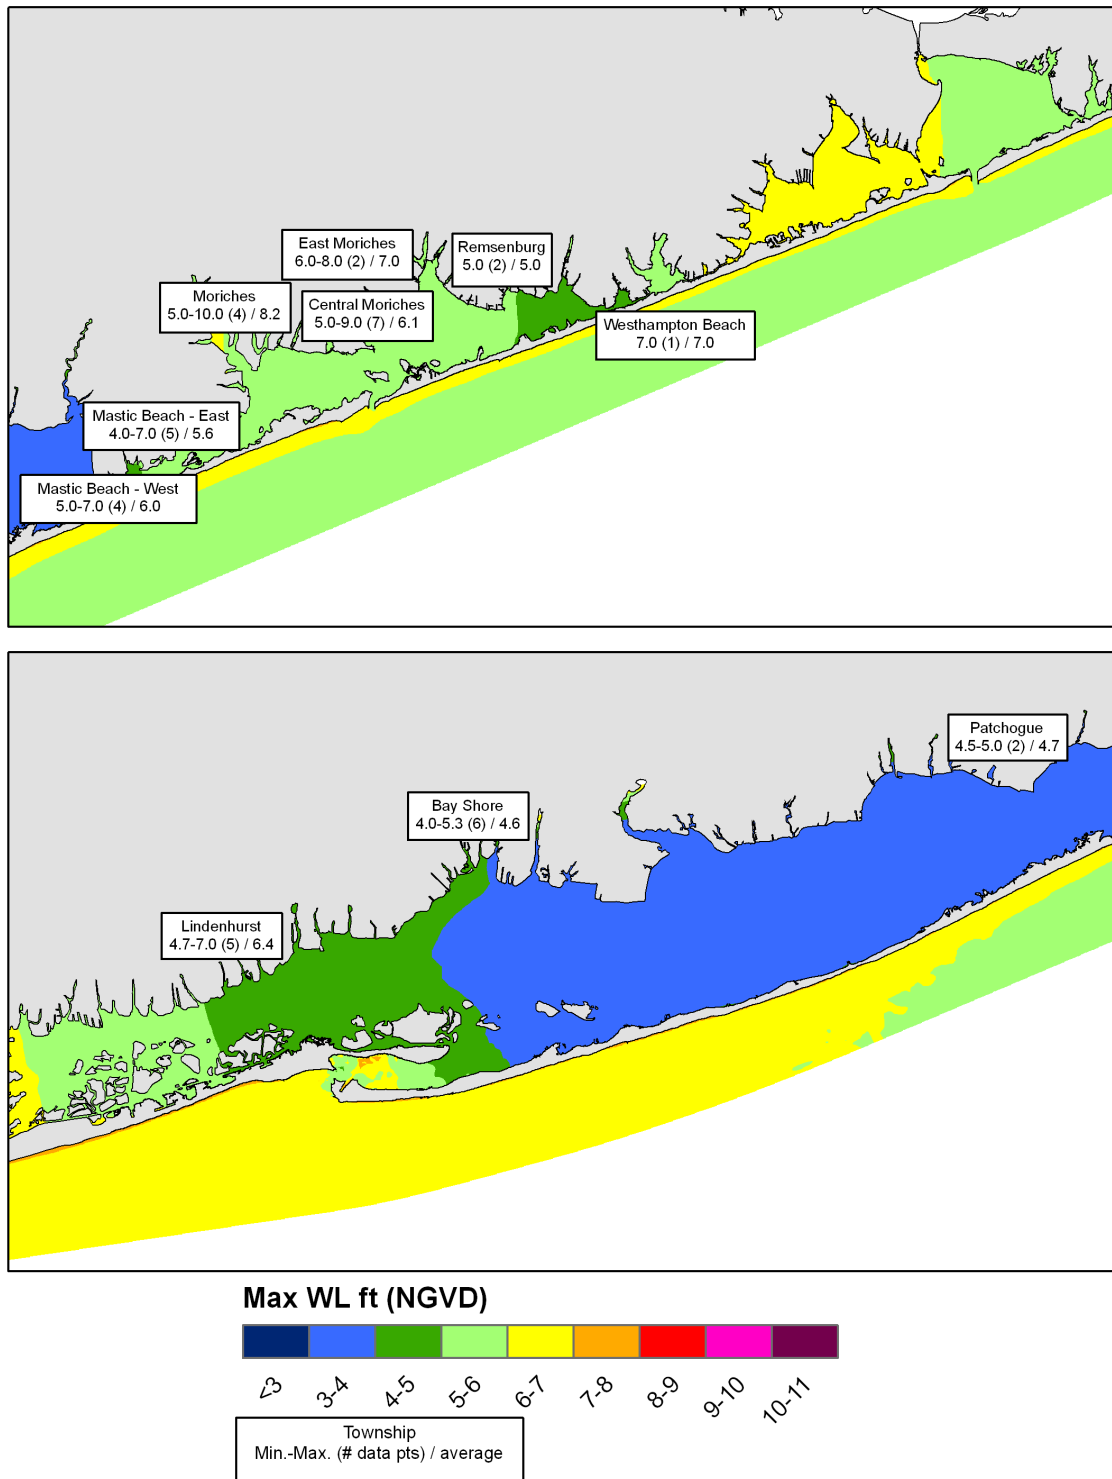 East Moriches
6.0-8.0 (2) / 7.0
Remsenburg
5.0 (2) / 5.0
Moriches
5.0-10.0 (4) / 8.2
Central Moriches
5.0-9.0 (7) / 6.1
Westhampton Beach
7.0 (1) / 7.0
Mastic Beach - East
4.0-7.0 (5) / 5.6
Mastic Beach - West
5.0-7.0 (4) / 6.0
Patchogue
4.5-5.0 (2) / 4.7
Bay Shore
4.0-5.3 (6) / 4.6
Lindenhurst
4.7-7.0 (5) / 6.4
Max WL ft (NGVD)
<3 3-4 4-5 5-6 6-7 7-8 8-9 9-10 10-11
Township
Min.-Max. (# data pts) / average